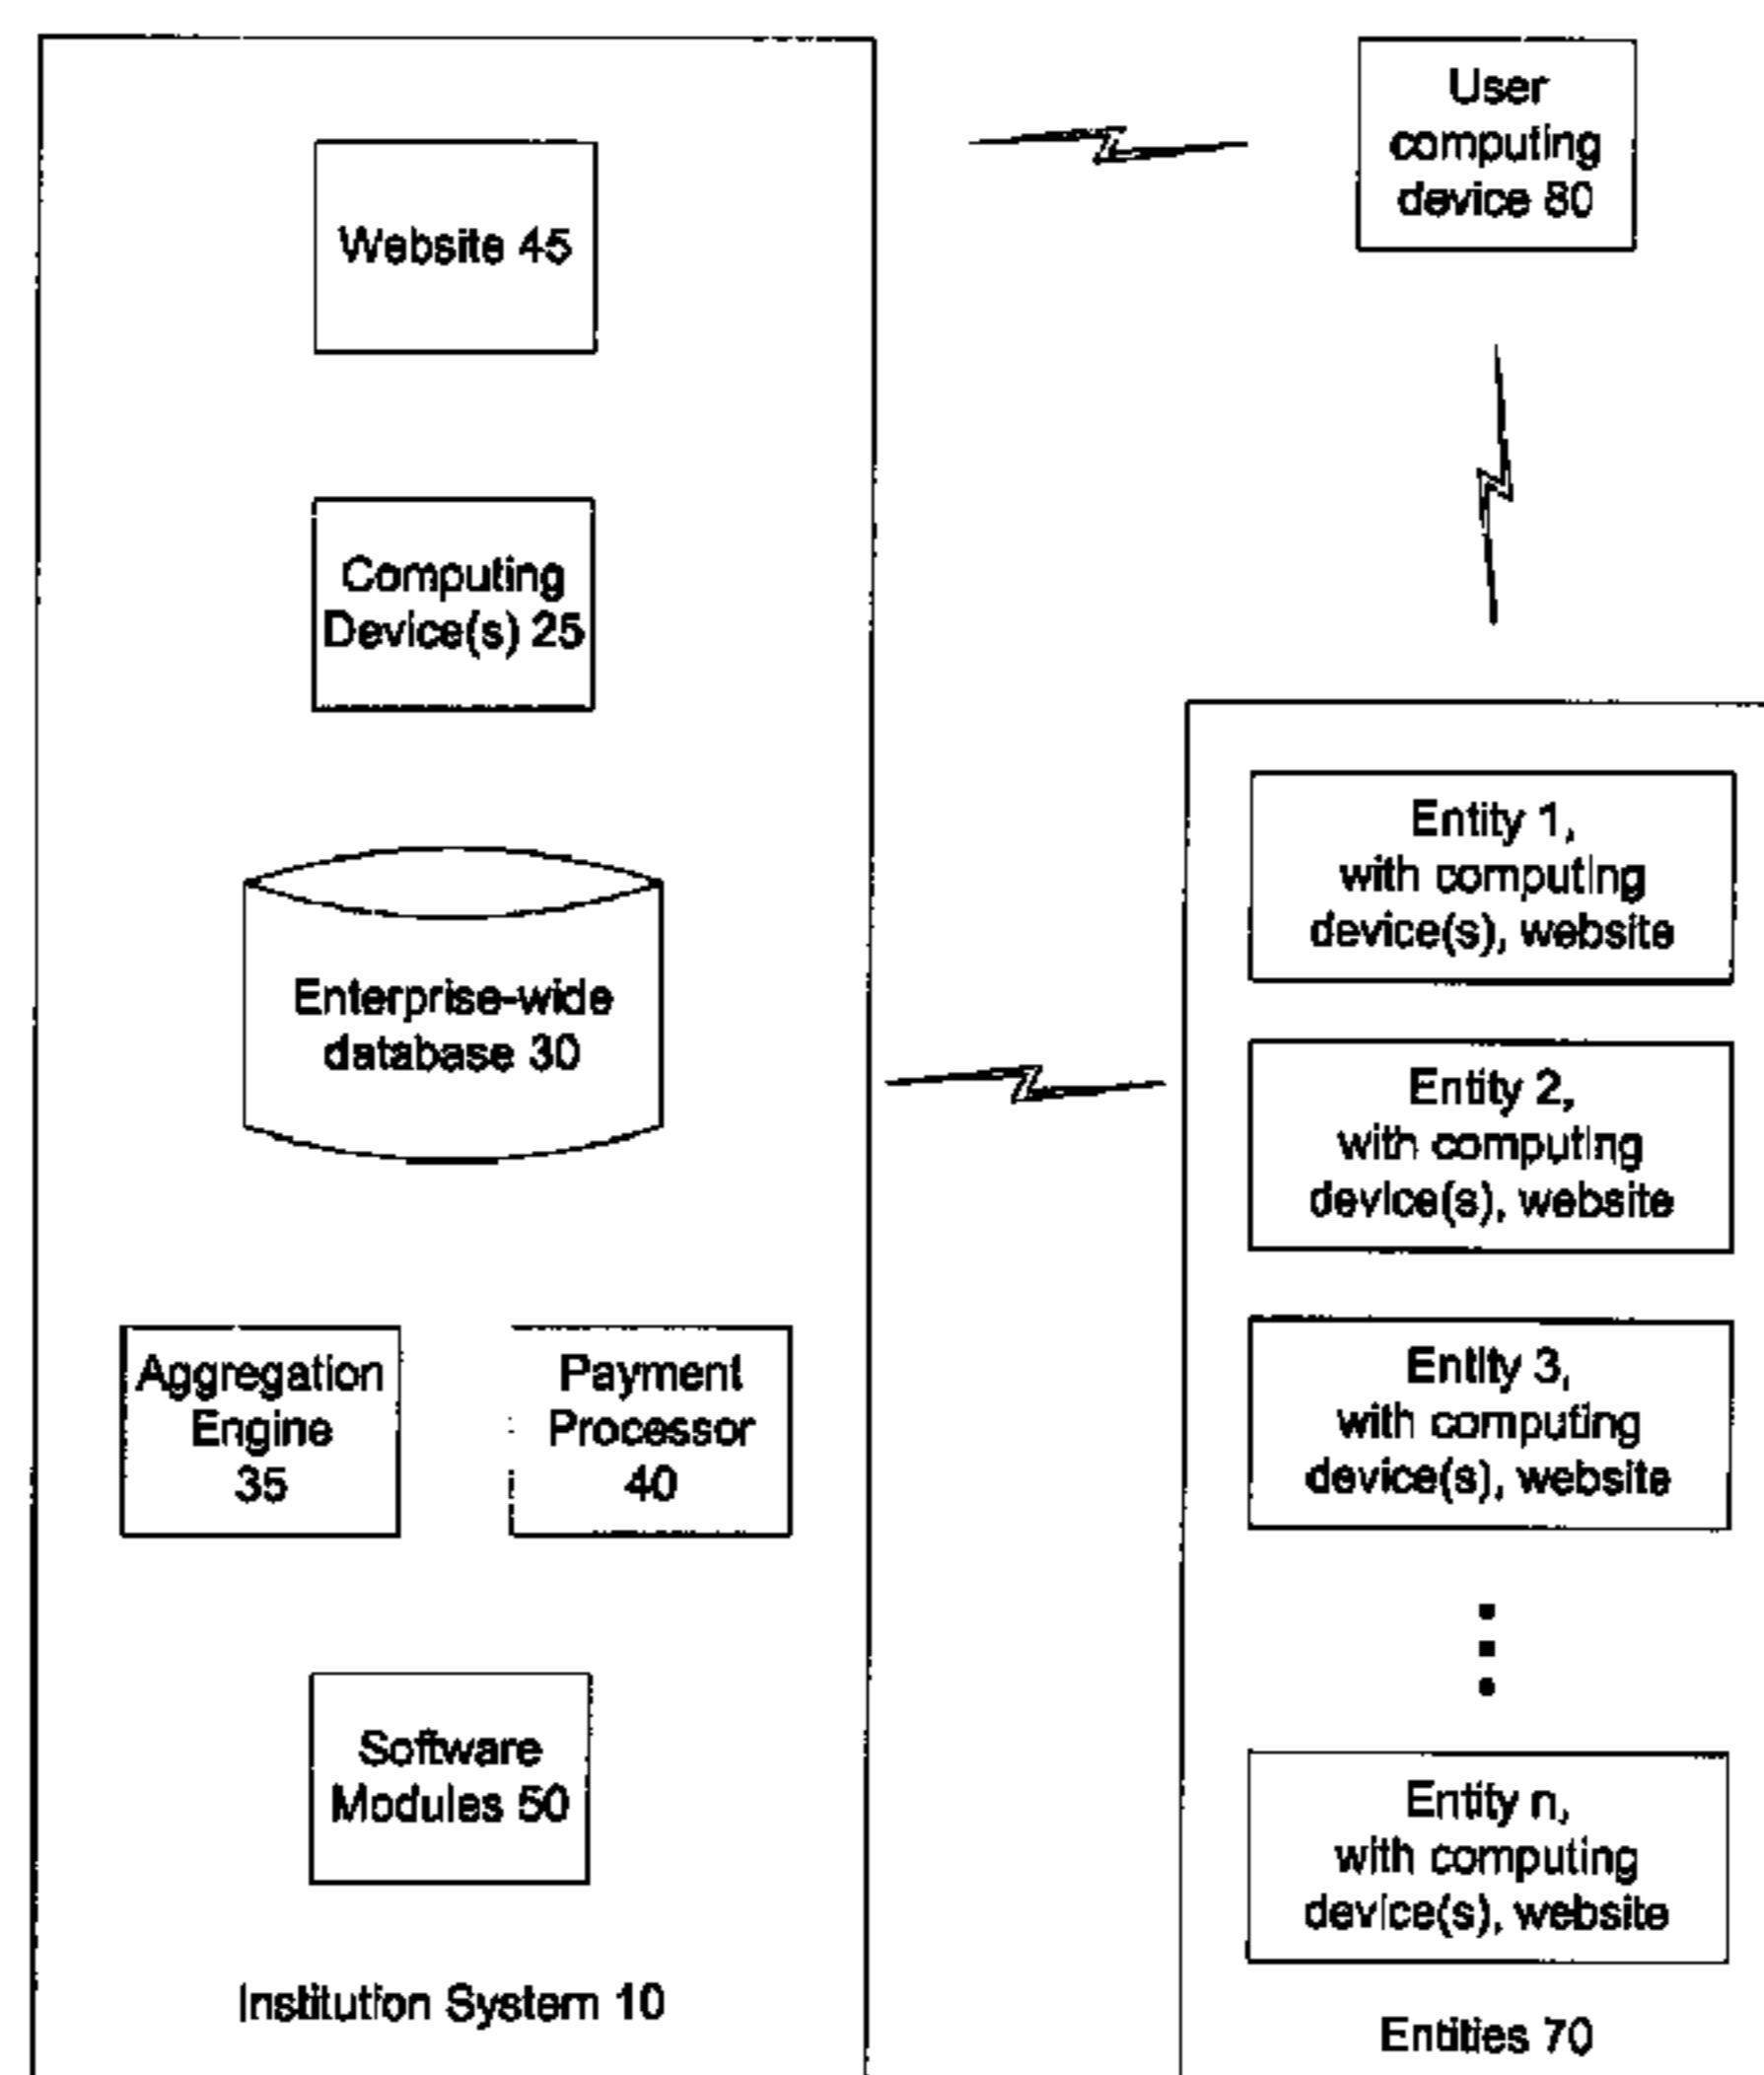 Website 45
Computing
Device(s) 25
Enterprise-wide
database 30
Aggregation
Engine
35
Payment
Processor
40
Software
Modules 50
Institution System 10
User
computing
device 80
Entity 1,
with computing
device(s), website
Entity 2,
with computing
device(s), website
Entity 3,
with computing
device(s), website
Entity n,
with computing
device(s), website
Entities 70